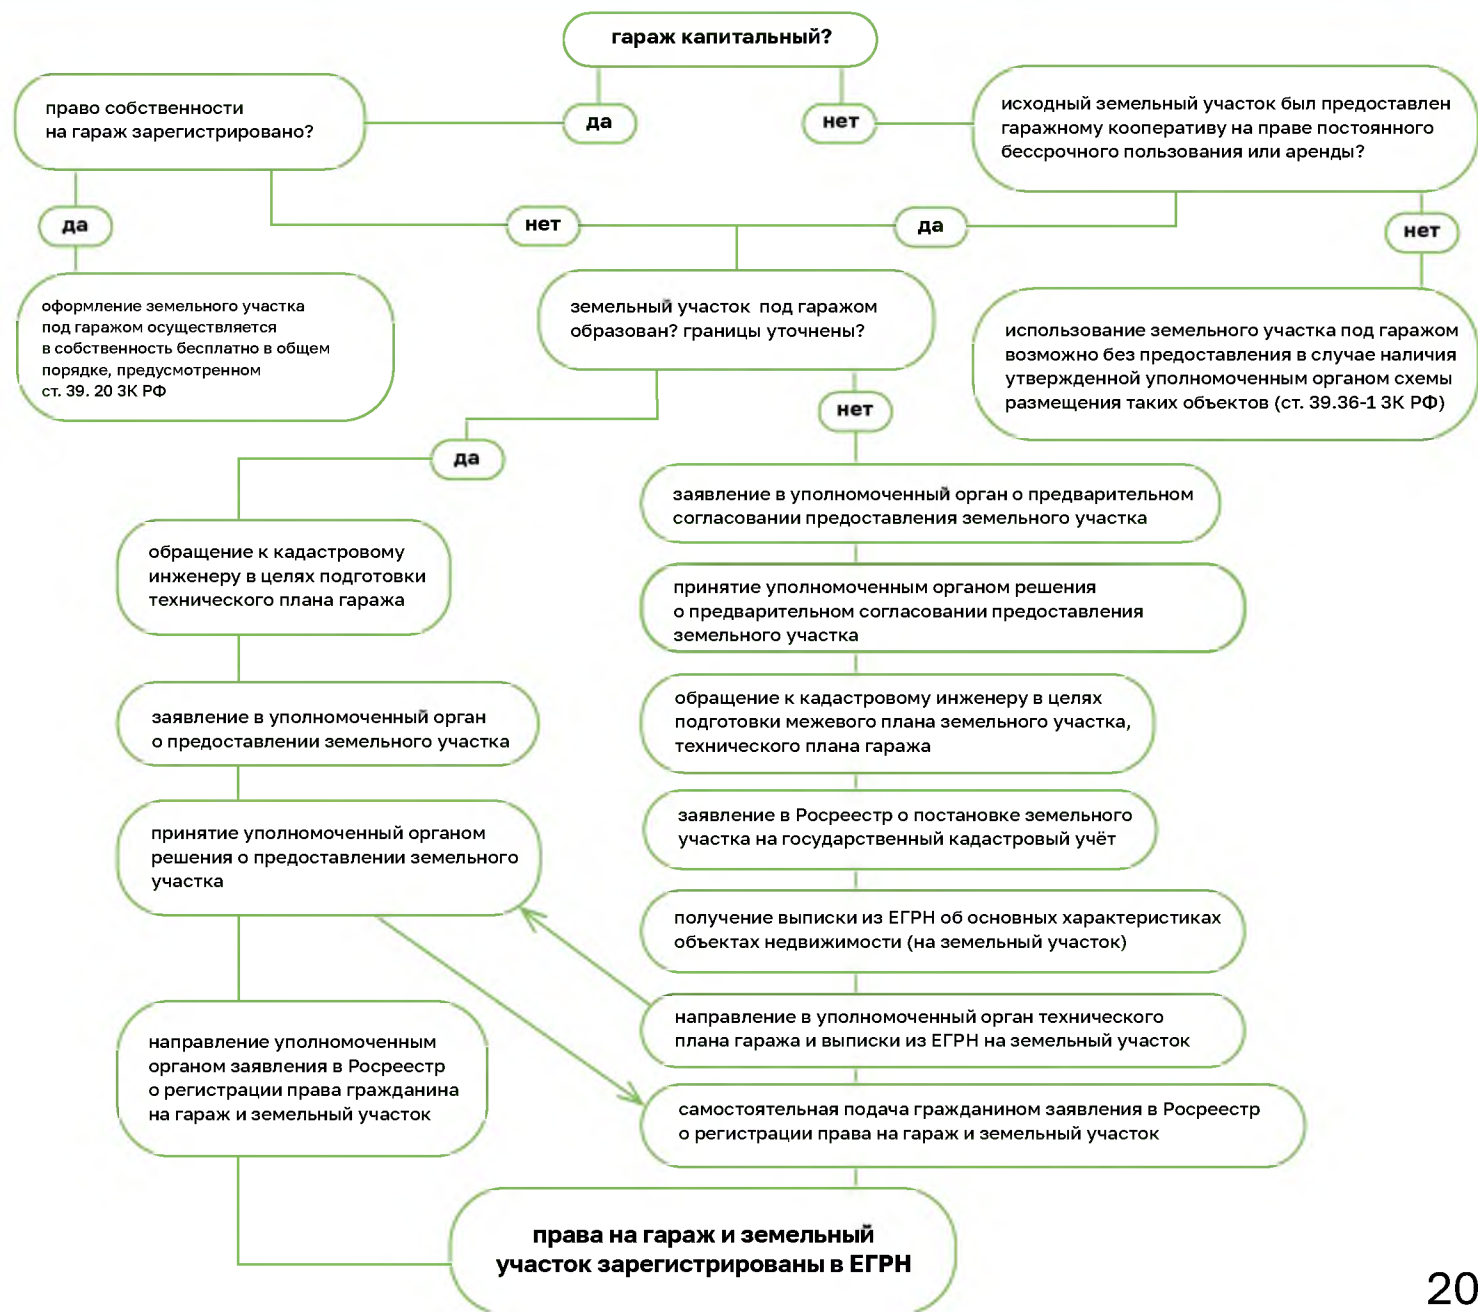 гараж капитальный?
право собственности
на гараж зарегистрировано?
да
нет
исходный земельный участок был предоставлен
гаражному кооперативу на праве постоянного
бессрочного пользования или аренды?
да
нет
да
нет
оформление земельного участка
под гаражом осуществляется
в собственность бесплатно в общем
порядке, предусмотренном
ст. 39. 20 ЗК РФ
земельный участок под гаражом
образован? границы уточнены?
использование земельного участка под гаражом
возможно без предоставления в случае наличия
утвержденной уполномоченным органом схемы
размещения таких объектов (ст. 39.36-1 ЗК РФ)
да
нет
обращение к кадастровому
инженеру в целях подготовки
технического плана гаража
заявление в уполномоченный орган
о предоставлении земельного участка
принятие уполномоченный органом
решения о предоставлении земельного
участка
направление уполномоченным
органом заявления в Росреестр
о регистрации права гражданина
на гараж и земельный участок
заявление в уполномоченный орган о предварительном
согласовании предоставления земельного участка
принятие уполномоченным органом решения
о предварительном согласовании предоставления
земельного участка
обращение к кадастровому инженеру в целях
подготовки межевого плана земельного участка,
технического плана гаража
заявление в Росреестр о постановке земельного
участка на государственный кадастровый учёт
получение выписки из ЕГРН об основных характеристиках
объектах недвижимости (на земельный участок)
направление в уполномоченный орган технического
плана гаража и выписки из ЕГРН на земельный участок
самостоятельная подача гражданином заявления в Росреестр
о регистрации права на гараж и земельный участок
права на гараж и земельный
участок зарегистрированы в ЕГРН
20